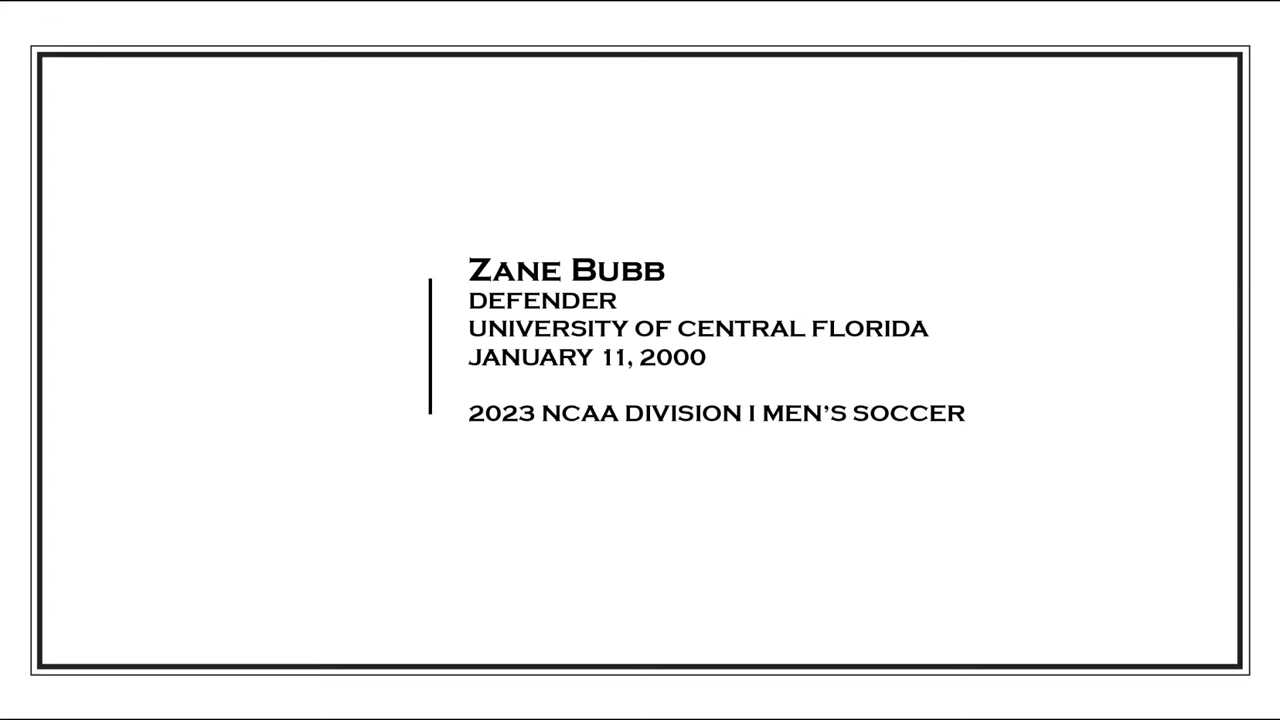 Zane Bubb
DEFENDER
UNIVERSITY OF CENTRAL FLORIDA
JANUARY 11, 2000
2023 NCAA DIVISION I MEN’S SOCCER